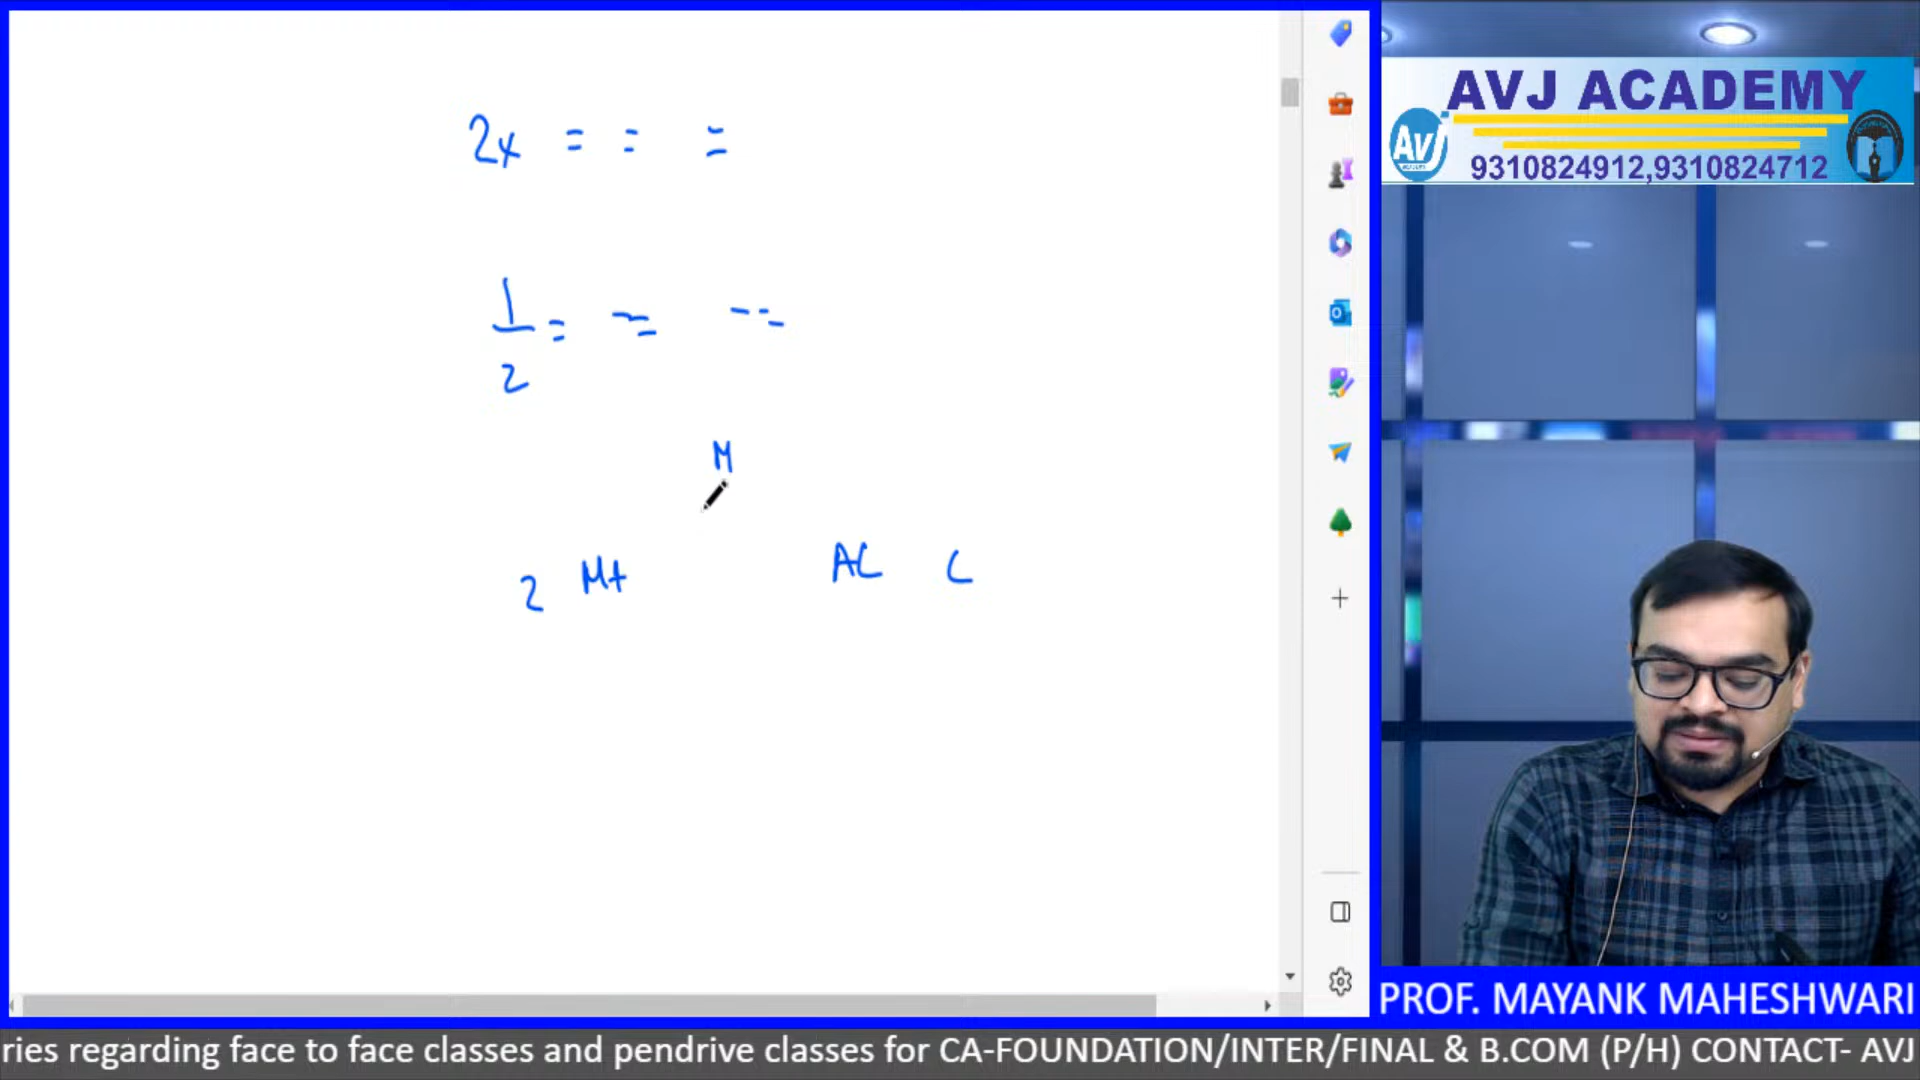 2x = = =
AVJ ACADEMY
AVJ
9310824912,9310824712
1/2 = = --
M
2 M+ AC C
PROF. MAYANK MAHESHWARI
ries regarding face to face classes and pendrive classes for CA-FOUNDATION/INTER/FINAL & B.COM (P/H) CONTACT- AVJ